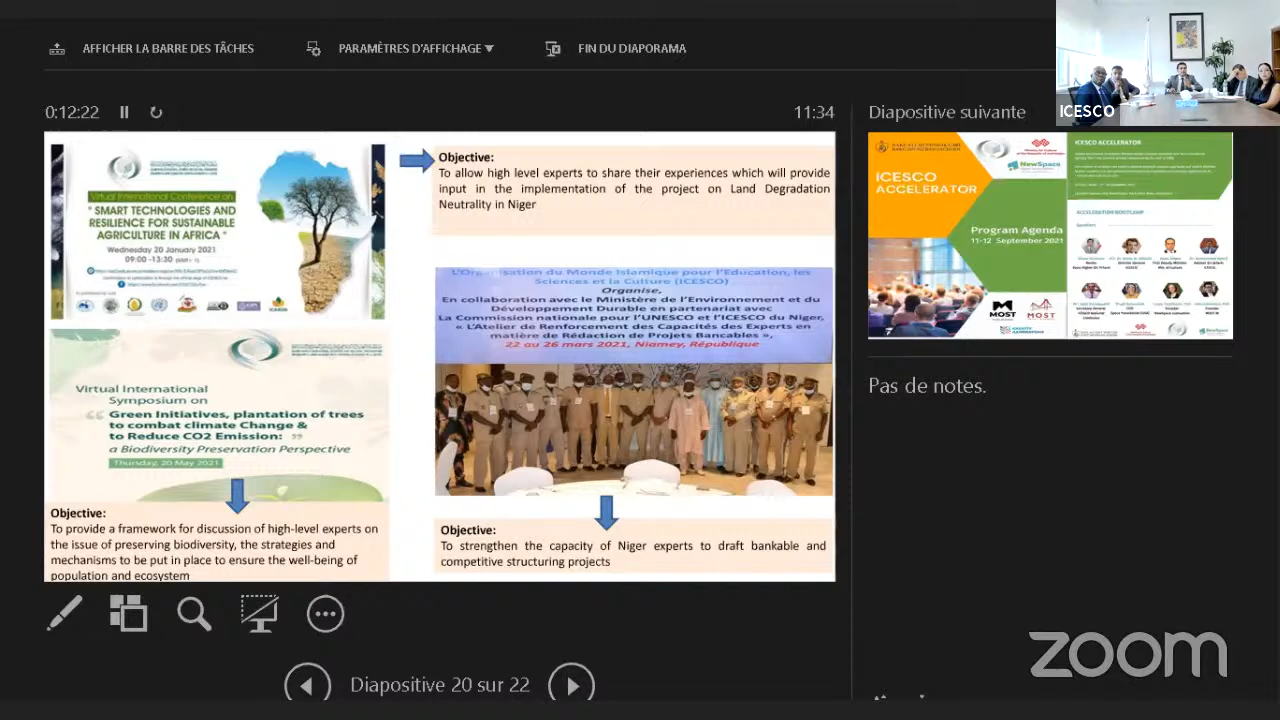 AFFICHER LA BARRE DES TÂCHES
PARAMÈTRES D'AFFICHAGE ▼
FIN DU DIAPORAMA
ICESCO
0:12:22
11:34
Diapositive suivante
Virtual International Conference on
" SMART TECHNOLOGIES AND
RESILIENCE FOR SUSTAINABLE
AGRICULTURE IN AFRICA "
Wednesday 20 January 2021
09:00 -13:30
Objective:
To allow high level experts to share their experiences which will provide
input in the implementation of the project on Land Degradation
Neutrality in Niger
L'Organisation du Monde Islamique pour l'Education, les
Sciences et la Culture (ICESCO)
Organise,
En collaboration avec le Ministère de l'Environnement et du
Développement Durable en partenariat avec
La Commission nationale pour l'UNESCO et l'ICESCO du Niger,
« L'Atelier de Renforcement des Capacités des Experts en
matière de Rédaction de Projets Bancables »,
22 au 26 mars 2021, Niamey, République
Virtual International
Symposium on
“ Green Initiatives, plantation of trees
to combat climate Change &
to Reduce CO2 Emission: ”
a Biodiversity Preservation Perspective
Thursday, 20 May 2021
Objective:
To provide a framework for discussion of high-level experts on
the issue of preserving biodiversity, the strategies and
mechanisms to be put in place to ensure the well-being of
population and ecosystem
Objective:
To strengthen the capacity of Niger experts to draft bankable and
competitive structuring projects
ICESCO
ACCELERATOR
NewSpace
Program Agenda
11-12 September 2021
MOST
MOST
ICESCO ACCELERATOR
ACCELERATION BOOTCAMP
Pas de notes.
Diapositive 20 sur 22
zoom